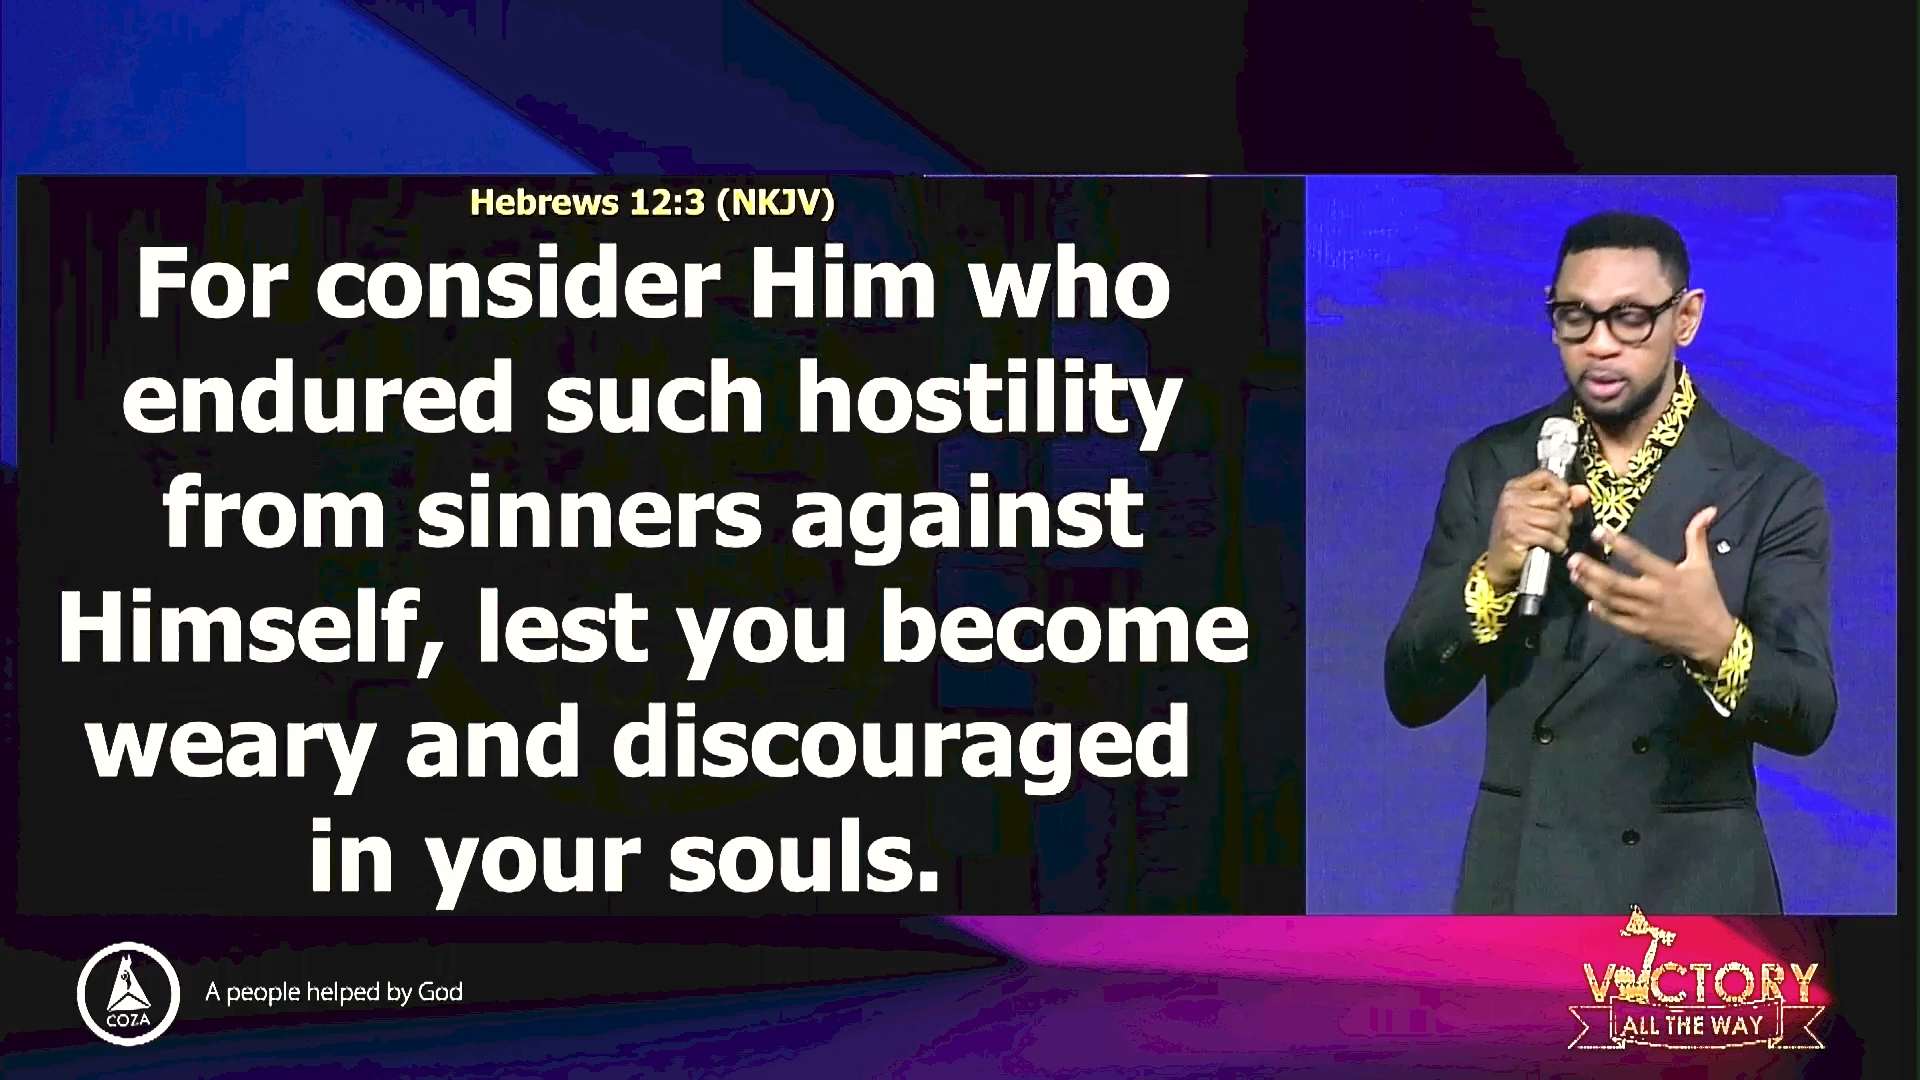 Hebrews 12:3 (NKJV)
For consider Him who
endured such hostility
from sinners against
Himself, lest you become
weary and discouraged
in your souls.
COZA
A people helped by God
VICTORY
ALL THE WAY